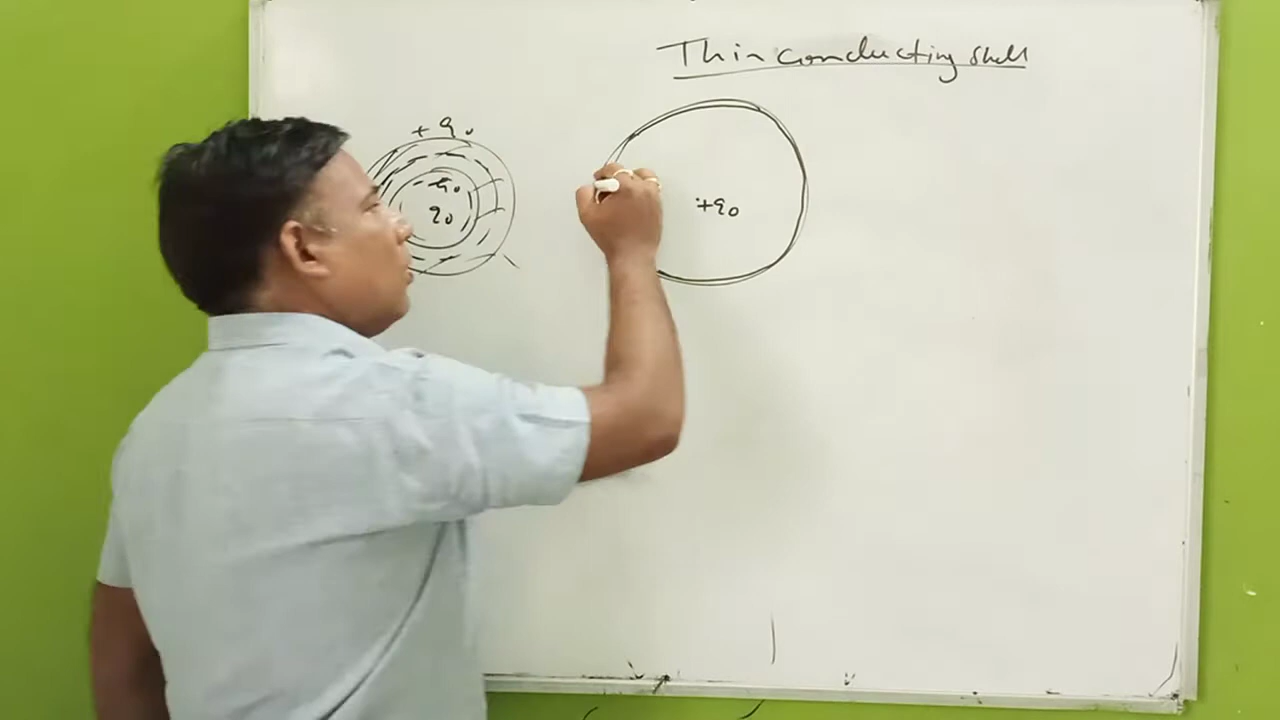 Thin conducting shell
+q₀
-q₀
q₀
+q₀